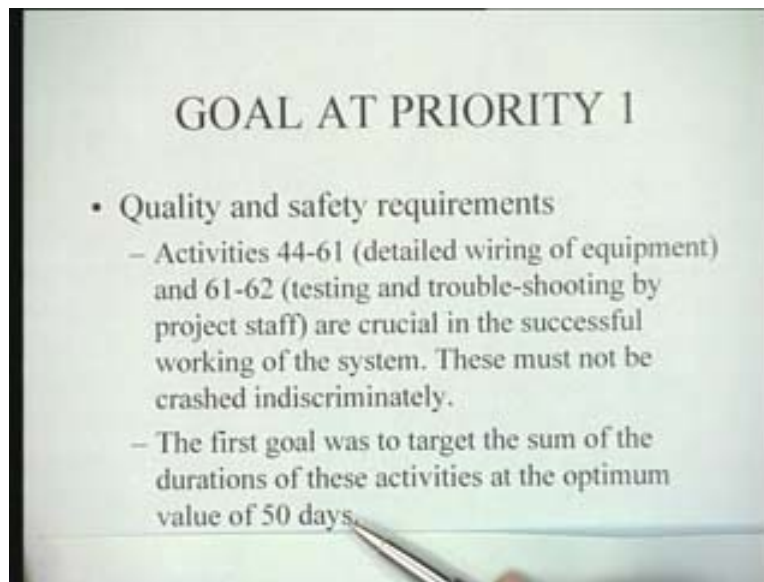 GOAL AT PRIORITY 1
• Quality and safety requirements
– Activities 44-61 (detailed wiring of equipment)
and 61-62 (testing and trouble-shooting by
project staff) are crucial in the successful
working of the system. These must not be
crashed indiscriminately.
– The first goal was to target the sum of the
durations of these activities at the optimum
value of 50 days.